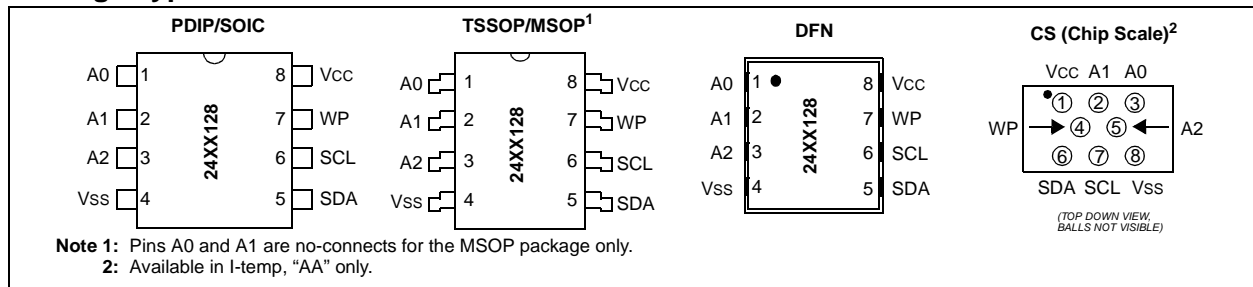 PDIP/SOIC
A0 1 8 VCC
A1 2 7 WP
A2 3 6 SCL
VSS 4 5 SDA
24XX128
TSSOP/MSOP1
A0 1 8 VCC
A1 2 7 WP
A2 3 6 SCL
VSS 4 5 SDA
24XX128
DFN
A0 1 8 VCC
A1 2 7 WP
A2 3 6 SCL
VSS 4 5 SDA
24XX128
CS (Chip Scale)2
VCC A1 A0
1 2 3
WP 4 5 A2
6 7 8
SDA SCL VSS
(TOP DOWN VIEW,
BALLS NOT VISIBLE)
Note 1: Pins A0 and A1 are no-connects for the MSOP package only.
2: Available in I-temp, “AA” only.